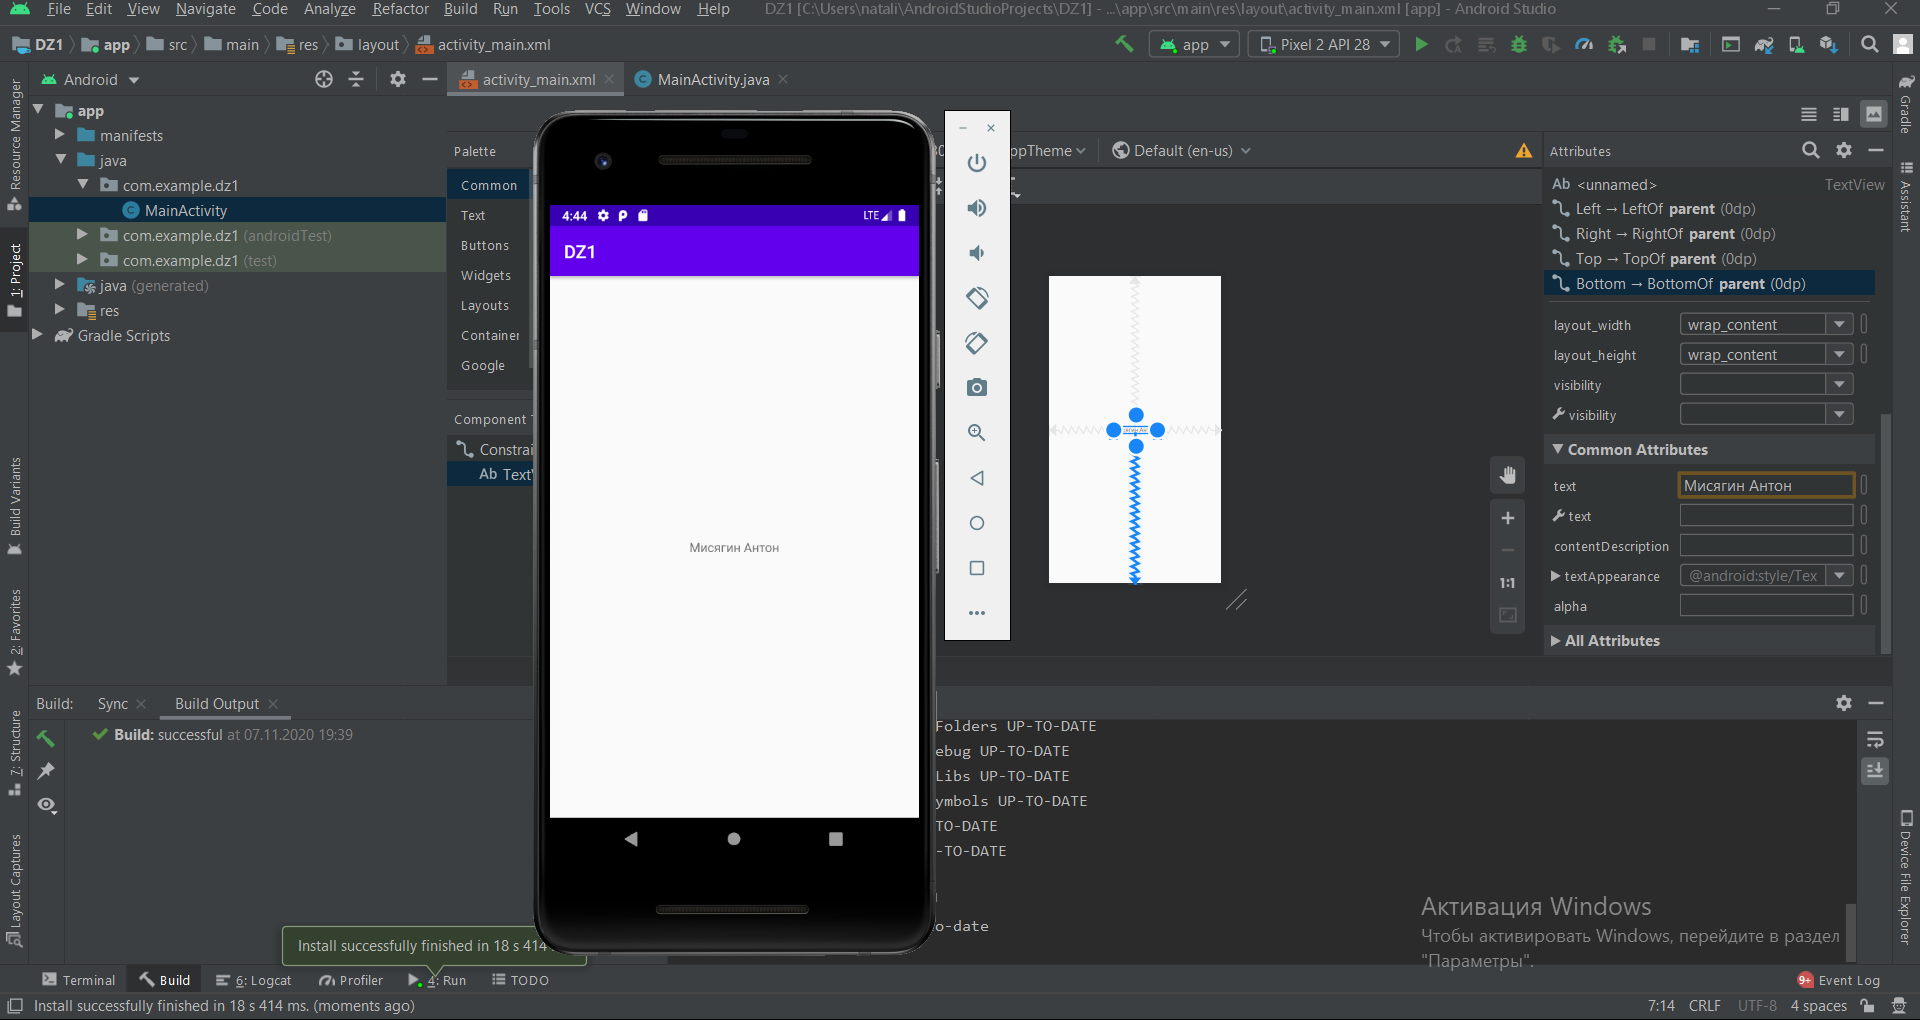 File Edit View Navigate Code Analyze Refactor Build Run Tools VCS Window Help DZ1 [C:\Users\natali\AndroidStudioProjects\DZ1] - ...\app\src\main\res\layout\activity_main.xml [app] - Android Studio
DZ1 app src main res layout activity_main.xml app Pixel 2 API 28
Android activity_main.xml MainActivity.java
app
manifests
java
com.example.dz1
MainActivity
com.example.dz1 (androidTest)
com.example.dz1 (test)
java (generated)
res
Gradle Scripts
Resource Manager
1: Project
Build Variants
2: Favorites
7: Structure
Layout Captures
Palette
Common
Text
Buttons
Widgets
Layouts
Container
Google
Component
Constrai
Ab Text
4:44 LTE
DZ1
Мисягин Антон
ppTheme Default (en-us)
1:1
Attributes
Ab <unnamed> TextView
Left → LeftOf parent (0dp)
Right → RightOf parent (0dp)
Top → TopOf parent (0dp)
Bottom → BottomOf parent (0dp)
layout_width wrap_content
layout_height wrap_content
visibility
visibility
Common Attributes
text Мисягин Антон
text
contentDescription
textAppearance @android:style/Tex
alpha
All Attributes
Gradle
Assistant
Device File Explorer
Build: Sync Build Output
Build: successful at 07.11.2020 19:39
Folders UP-TO-DATE
ebug UP-TO-DATE
Libs UP-TO-DATE
ymbols UP-TO-DATE
TO-DATE
-TO-DATE
o-date
Активация Windows
Чтобы активировать Windows, перейдите в раздел
"Параметры".
Install successfully finished in 18 s 414
Terminal Build 6: Logcat Profiler 4: Run TODO 9+ Event Log
Install successfully finished in 18 s 414 ms. (moments ago) 7:14 CRLF UTF-8 4 spaces